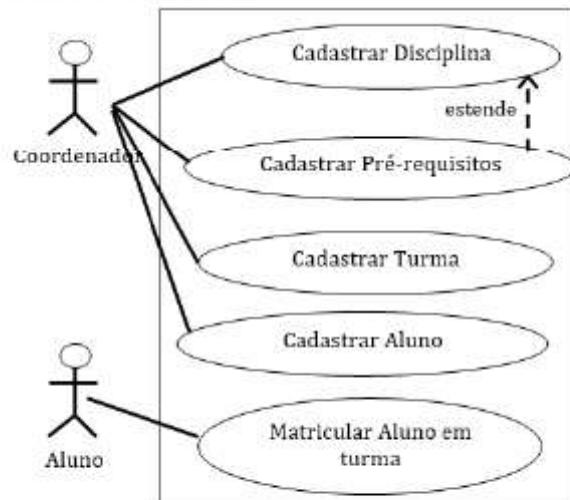 Cadastrar Disciplina
estende
Coordenador
Cadastrar Pré-requisitos
Cadastrar Turma
Cadastrar Aluno
Matricular Aluno em
turma
Aluno